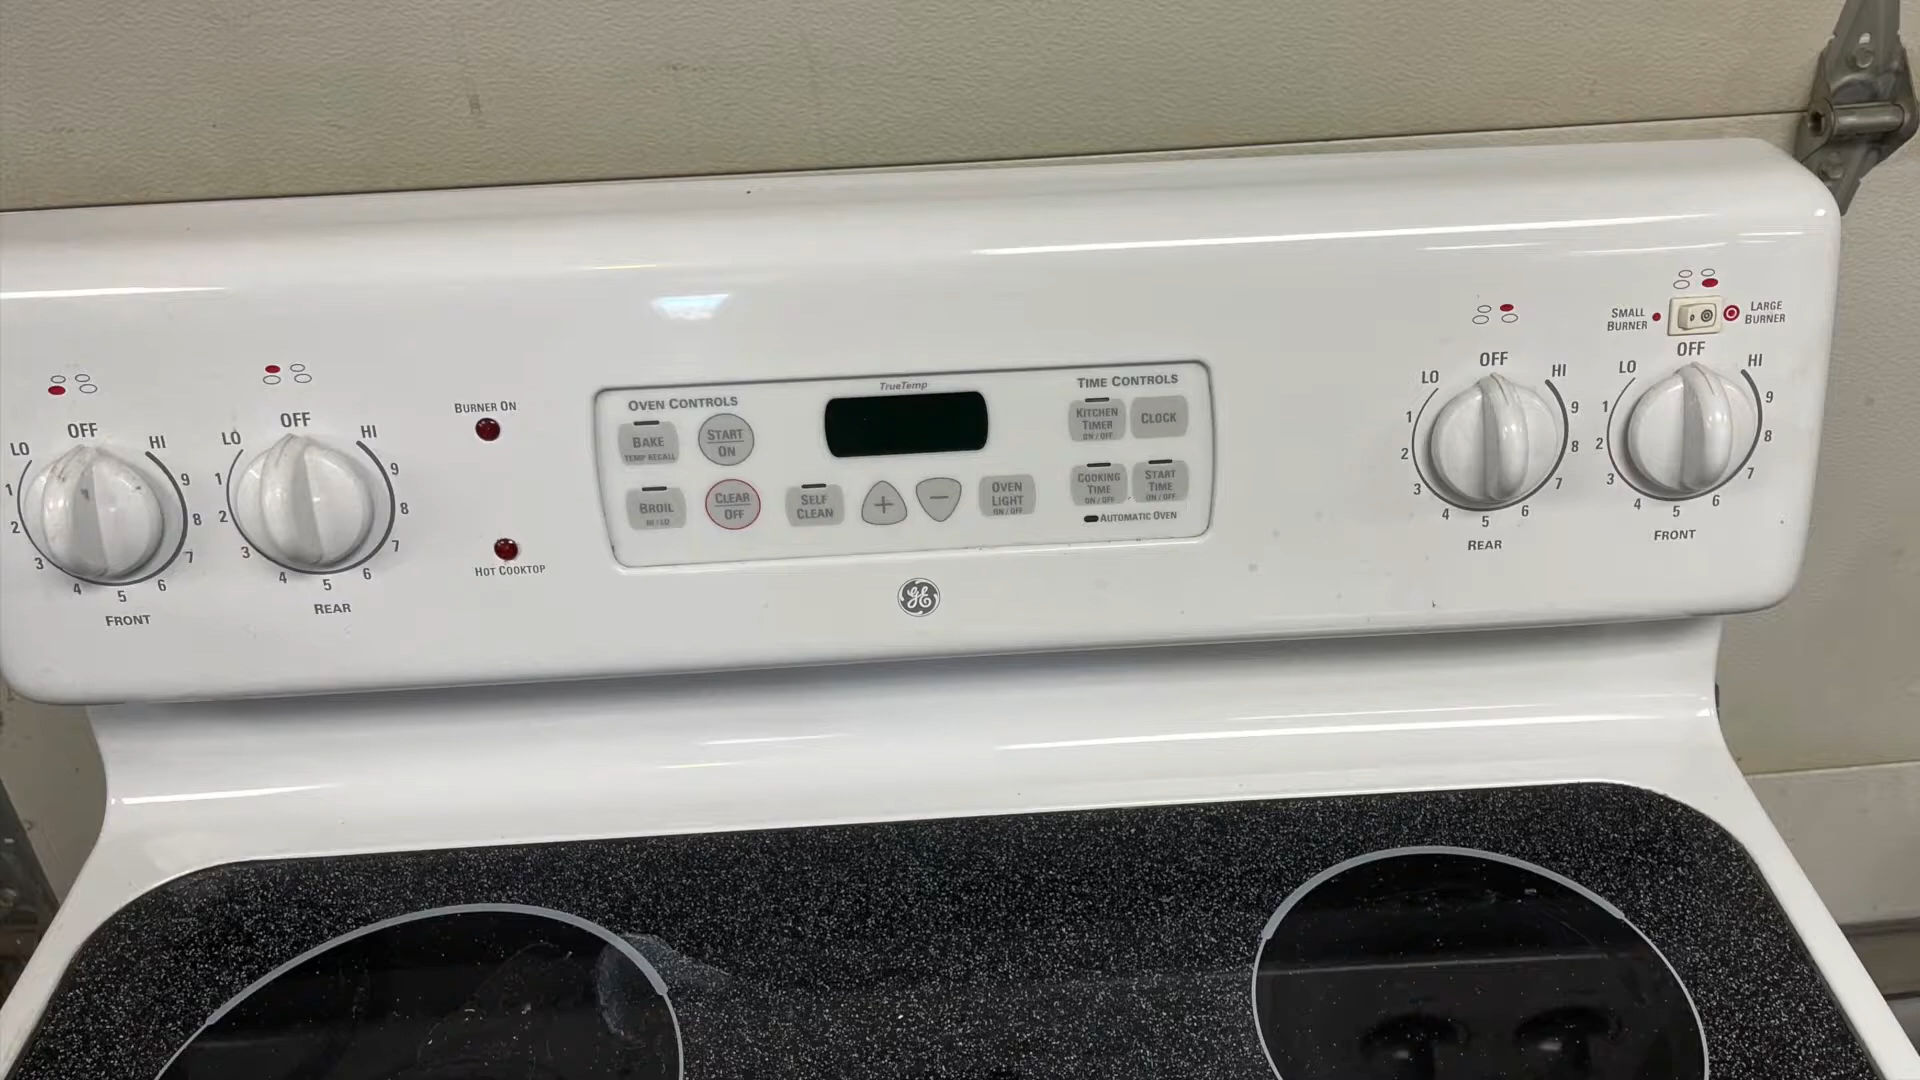 OFF
LO
HI
1
2
3
4
5
6
7
8
9
FRONT
OFF
LO
HI
1
2
3
4
5
6
7
8
9
REAR
BURNER ON
HOT COOKTOP
OVEN CONTROLS
BAKE
TEMP RECALL
START
ON
BROIL
HI / LO
CLEAR
OFF
SELF
CLEAN
TrueTemp
+
−
OVEN
LIGHT
ON / OFF
TIME CONTROLS
KITCHEN
TIMER
ON / OFF
CLOCK
COOKING
TIME
ON / OFF
START
TIME
ON / OFF
AUTOMATIC OVEN
GE
OFF
LO
HI
1
2
3
4
5
6
7
8
9
REAR
SMALL
BURNER
LARGE
BURNER
OFF
LO
HI
1
2
3
4
5
6
7
8
9
FRONT